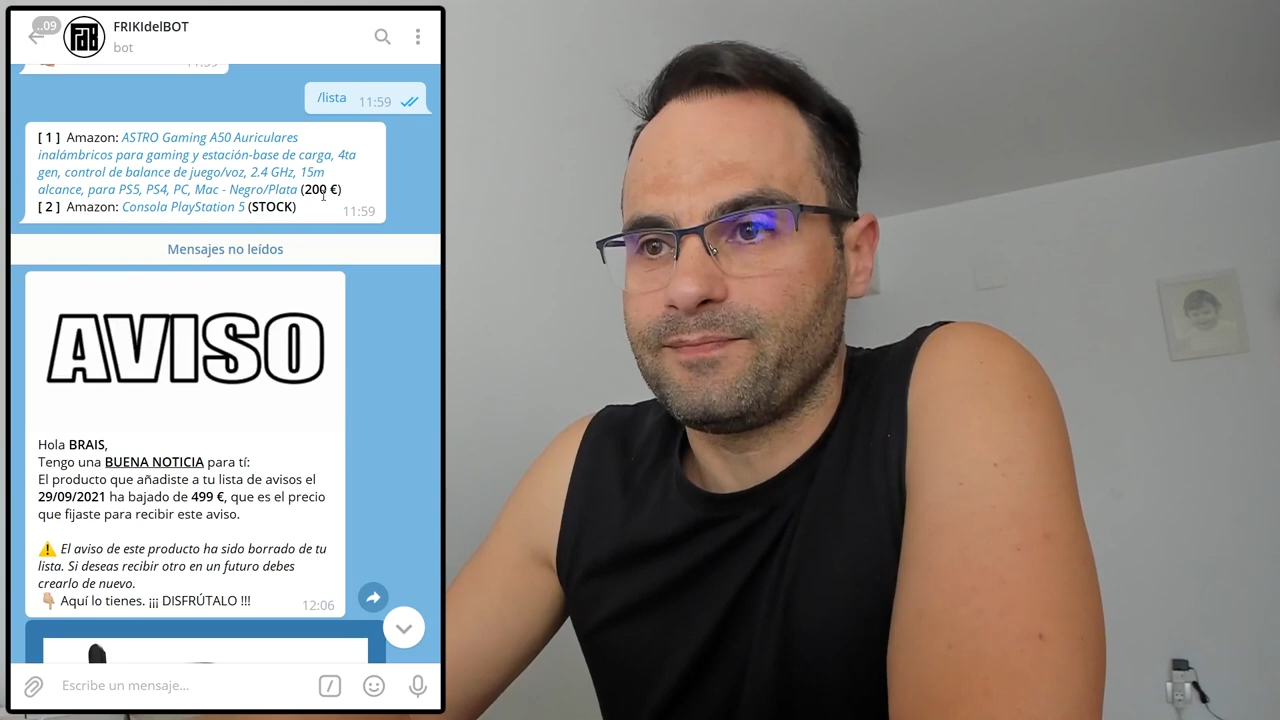 ..09
FRIKIdelBOT
bot
11:59
/lista 11:59
[ 1 ] Amazon: ASTRO Gaming A50 Auriculares
inalámbricos para gaming y estación-base de carga, 4ta
gen, control de balance de juego/voz, 2.4 GHz, 15m
alcance, para PS5, PS4, PC, Mac - Negro/Plata (200 €)
[ 2 ] Amazon: Consola PlayStation 5 (STOCK)
11:59
Mensajes no leídos
AVISO
Hola BRAIS,
Tengo una BUENA NOTICIA para tí:
El producto que añadiste a tu lista de avisos el
29/09/2021 ha bajado de 499 €, que es el precio
que fijaste para recibir este aviso.
⚠️ El aviso de este producto ha sido borrado de tu
lista. Si deseas recibir otro en un futuro debes
crearlo de nuevo.
👇🏼 Aquí lo tienes. ¡¡¡ DISFRÚTALO !!!
12:06
Escribe un mensaje...